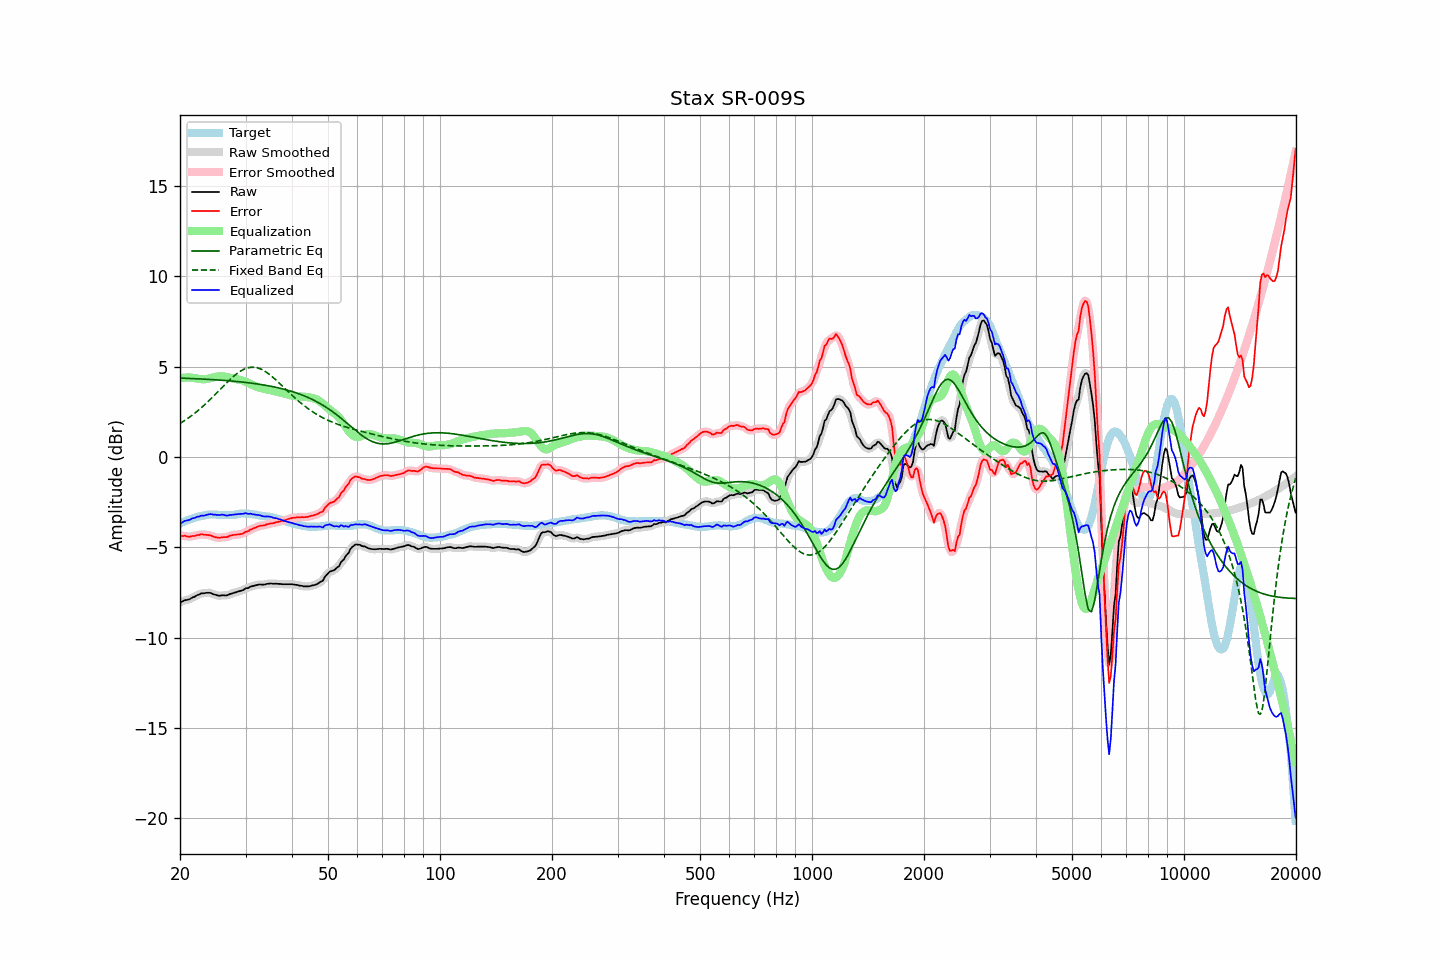 Stax SR-009S
Target
Raw Smoothed
Error Smoothed
Raw
Error
Equalization
Parametric Eq
Fixed Band Eq
Equalized
Amplitude (dBr)
15
10
5
0
−5
−10
−15
−20
20 50 100 200 500 1000 2000 5000 10000 20000
Frequency (Hz)